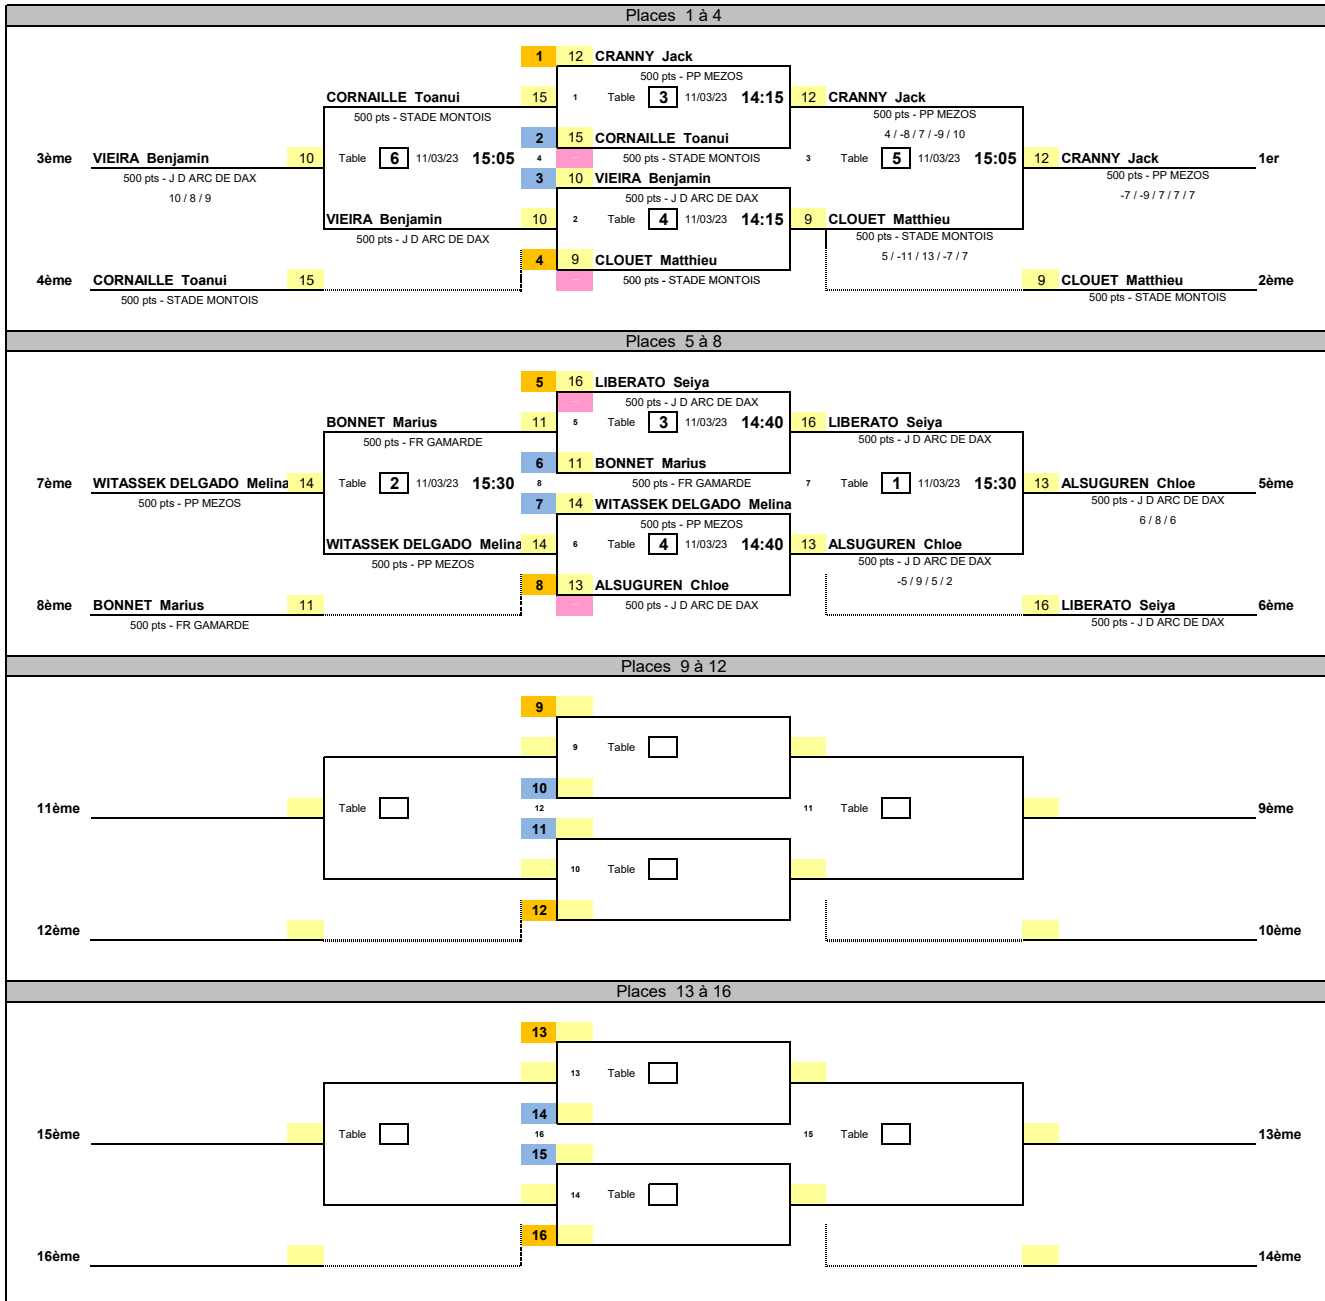 Places 1 à 4
1 12 CRANNY Jack
500 pts - PP MEZOS
CORNAILLE Toanui 15 1 Table 3 11/03/23 14:15 12 CRANNY Jack
500 pts - STADE MONTOIS 500 pts - PP MEZOS
2 15 CORNAILLE Toanui 4 / -8 / 7 / -9 / 10
3ème VIEIRA Benjamin 10 Table 6 11/03/23 15:05 4 500 pts - STADE MONTOIS 3 Table 5 11/03/23 15:05 12 CRANNY Jack 1er
500 pts - J D ARC DE DAX 3 10 VIEIRA Benjamin 500 pts - PP MEZOS
10 / 8 / 9 500 pts - J D ARC DE DAX -7 / -9 / 7 / 7 / 7
VIEIRA Benjamin 10 2 Table 4 11/03/23 14:15 9 CLOUET Matthieu
500 pts - J D ARC DE DAX 500 pts - STADE MONTOIS
4 9 CLOUET Matthieu 5 / -11 / 13 / -7 / 7
4ème CORNAILLE Toanui 15 500 pts - STADE MONTOIS 9 CLOUET Matthieu 2ème
500 pts - STADE MONTOIS 500 pts - STADE MONTOIS
Places 5 à 8
5 16 LIBERATO Seiya
500 pts - J D ARC DE DAX
BONNET Marius 11 5 Table 3 11/03/23 14:40 16 LIBERATO Seiya
500 pts - FR GAMARDE 500 pts - J D ARC DE DAX
6 11 BONNET Marius
7ème WITASSEK DELGADO Melina 14 Table 2 11/03/23 15:30 8 500 pts - FR GAMARDE 7 Table 1 11/03/23 15:30 13 ALSUGUREN Chloe 5ème
500 pts - PP MEZOS 7 14 WITASSEK DELGADO Melina 500 pts - J D ARC DE DAX
500 pts - PP MEZOS 6 / 8 / 6
WITASSEK DELGADO Melina 14 6 Table 4 11/03/23 14:40 13 ALSUGUREN Chloe
500 pts - PP MEZOS 500 pts - J D ARC DE DAX
8 13 ALSUGUREN Chloe -5 / 9 / 5 / 2
8ème BONNET Marius 11 500 pts - J D ARC DE DAX 16 LIBERATO Seiya 6ème
500 pts - FR GAMARDE 500 pts - J D ARC DE DAX
Places 9 à 12
9
9 Table
10
11ème Table 12 11 Table 9ème
11
10 Table
12
12ème 10ème
Places 13 à 16
13
13 Table
14
15ème Table 16 15 Table 13ème
15
14 Table
16
16ème 14ème